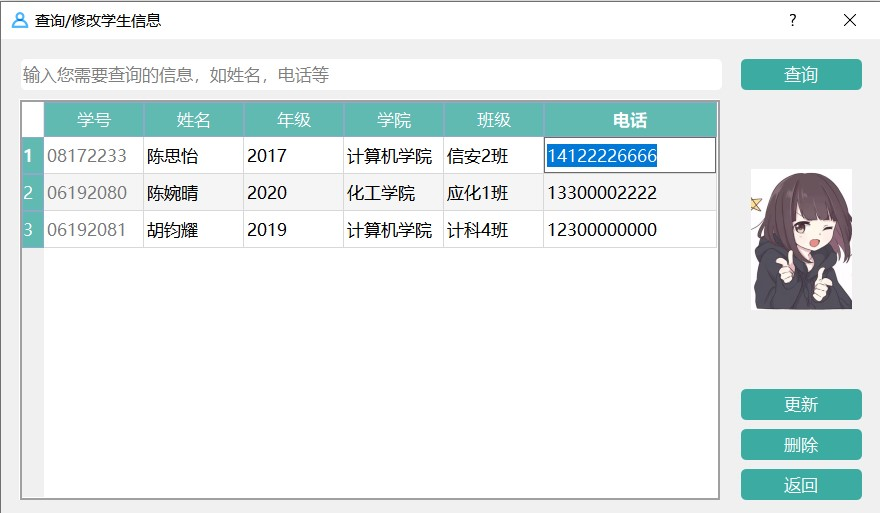 查询/修改学生信息 ?
输入您需要查询的信息，如姓名，电话等 查询
学号 姓名 年级 学院 班级 电话
1 08172233 陈思怡 2017 计算机学院 信安2班 14122226666
2 06192080 陈婉晴 2020 化工学院 应化1班 13300002222
3 06192081 胡钧耀 2019 计算机学院 计科4班 12300000000
更新
删除
返回